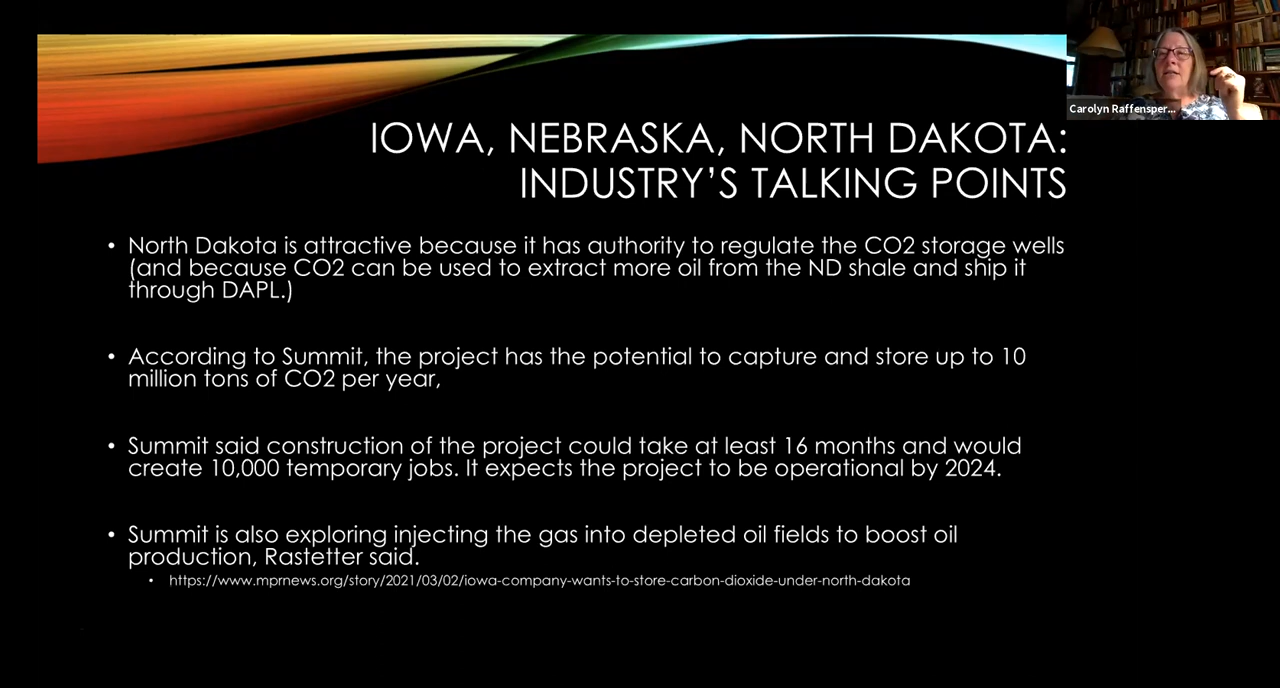 Carolyn Raffensper...
IOWA, NEBRASKA, NORTH DAKOTA:
INDUSTRY'S TALKING POINTS
• North Dakota is attractive because it has authority to regulate the CO2 storage wells
(and because CO2 can be used to extract more oil from the ND shale and ship it
through DAPL.)
• According to Summit, the project has the potential to capture and store up to 10
million tons of CO2 per year,
• Summit said construction of the project could take at least 16 months and would
create 10,000 temporary jobs. It expects the project to be operational by 2024.
• Summit is also exploring injecting the gas into depleted oil fields to boost oil
production, Rastetter said.
• https://www.mprnews.org/story/2021/03/02/iowa-company-wants-to-store-carbon-dioxide-under-north-dakota